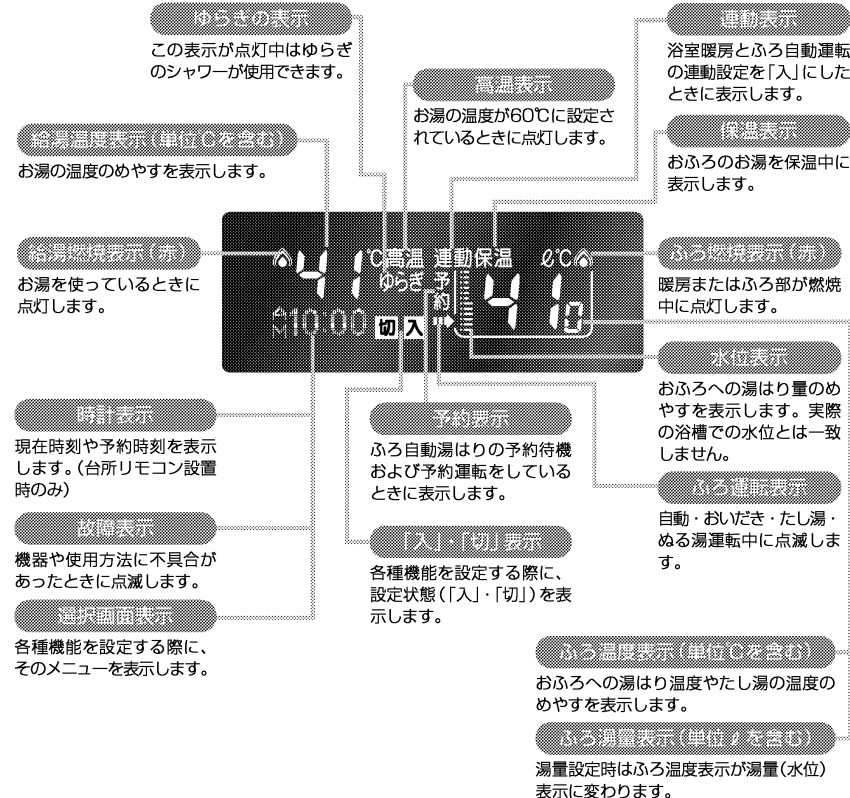 ゆらぎの表示
この表示が点灯中はゆらぎ
のシャワーが使用できます。
連動表示
浴室暖房とふろ自動運転
の連動設定を「入」にした
ときに表示します。
高温表示
お湯の温度が60℃に設定さ
れているときに点灯します。
給湯温度表示(単位Cを含む)
お湯の温度のめやすを表示します。
保温表示
おふろのお湯を保温中に
表示します。
41℃高温 連動保温 ℓ℃
ゆらぎ 予約 41
10:00 切 入 0
給湯燃焼表示(赤)
お湯を使っているときに
点灯します。
ふろ燃焼表示(赤)
暖房またはふろ部が燃焼
中に点灯します。
水位表示
おふろへの湯はり量のめ
やすを表示します。実際
の浴槽での水位とは一致
しません。
時計表示
現在時刻や予約時刻を表示
します。(台所リモコン設置
時のみ)
予約表示
ふろ自動湯はりの予約待機
および予約運転をしている
ときに表示します。
ふろ運転表示
自動・おいだき・たし湯・
ぬる湯運転中に点滅しま
す。
故障表示
機器や使用方法に不具合が
あったときに点滅します。
「入」・「切」表示
各種機能を設定する際に、
設定状態(「入」・「切」)を表
示します。
選択画面表示
各種機能を設定する際に、
そのメニューを表示します。
ふろ温度表示(単位Cを含む)
おふろへの湯はり温度やたし湯の温度の
めやすを表示します。
ふろ湯量表示(単位ℓを含む)
湯量設定時はふろ温度表示が湯量(水位)
表示に変わります。